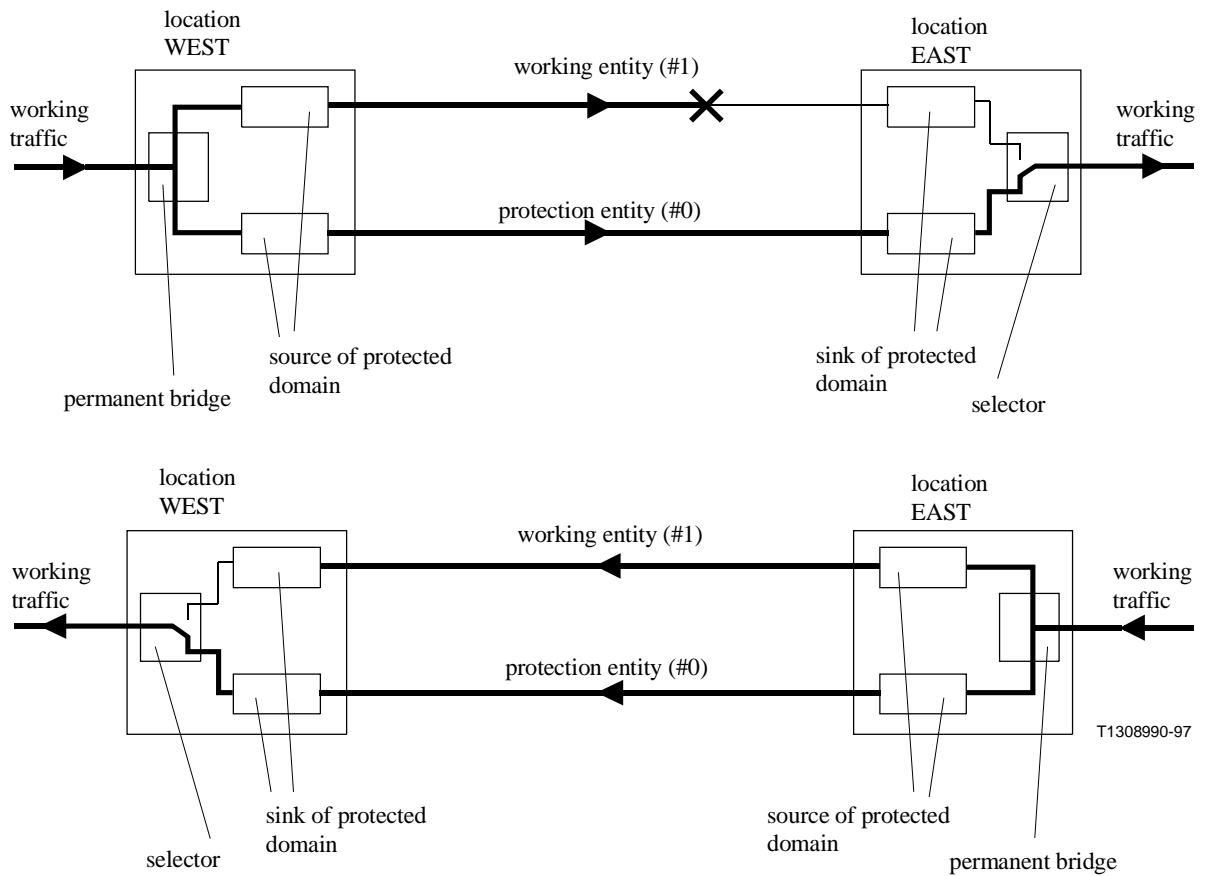 location
WEST
location
EAST
working entity (#1)
working
traffic
working
traffic
protection entity (#0)
source of protected
domain
sink of protected
domain
permanent bridge
selector
location
WEST
location
EAST
working entity (#1)
working
traffic
working
traffic
protection entity (#0)
T1308990-97
sink of protected
domain
source of protected
domain
selector
permanent bridge